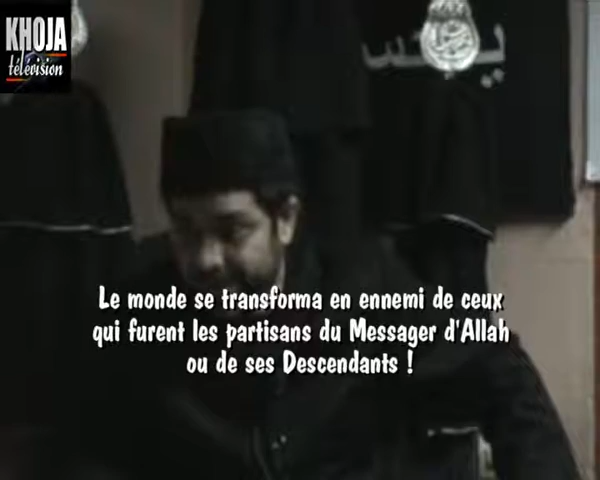 KHOJA
télévision
Le monde se transforma en ennemi de ceux
qui furent les partisans du Messager d'Allah
ou de ses Descendants !